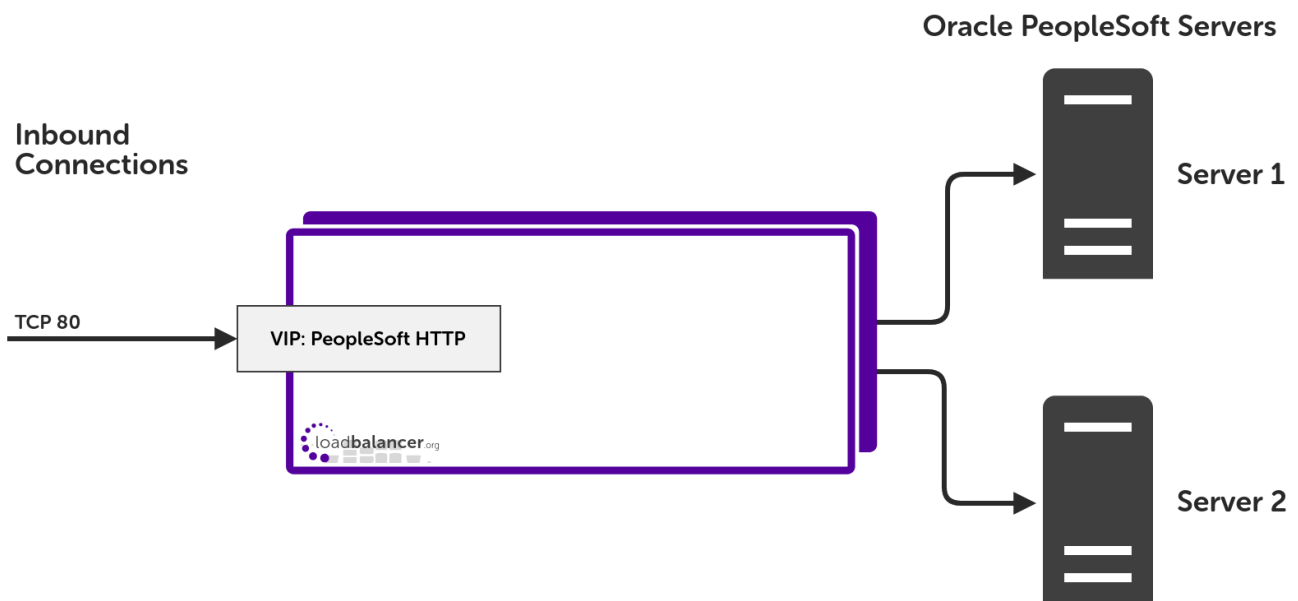 Oracle PeopleSoft Servers
Inbound
Connections
Server 1
TCP 80
VIP: PeopleSoft HTTP
loadbalancer.org
Server 2